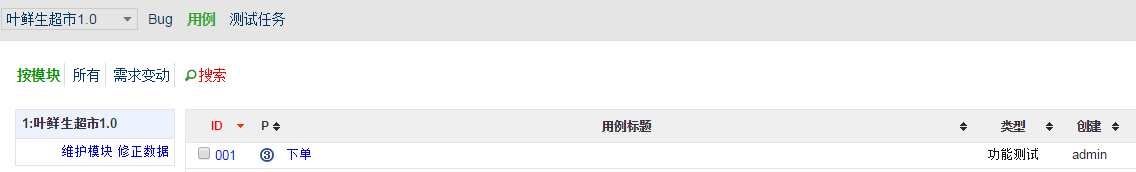 叶鲜生超市1.0 Bug 用例 测试任务
按模块 所有 需求变动 搜索
1:叶鲜生超市1.0 ID P 用例标题 类型 创建
维护模块 修正数据 001 3 下单 功能测试 admin